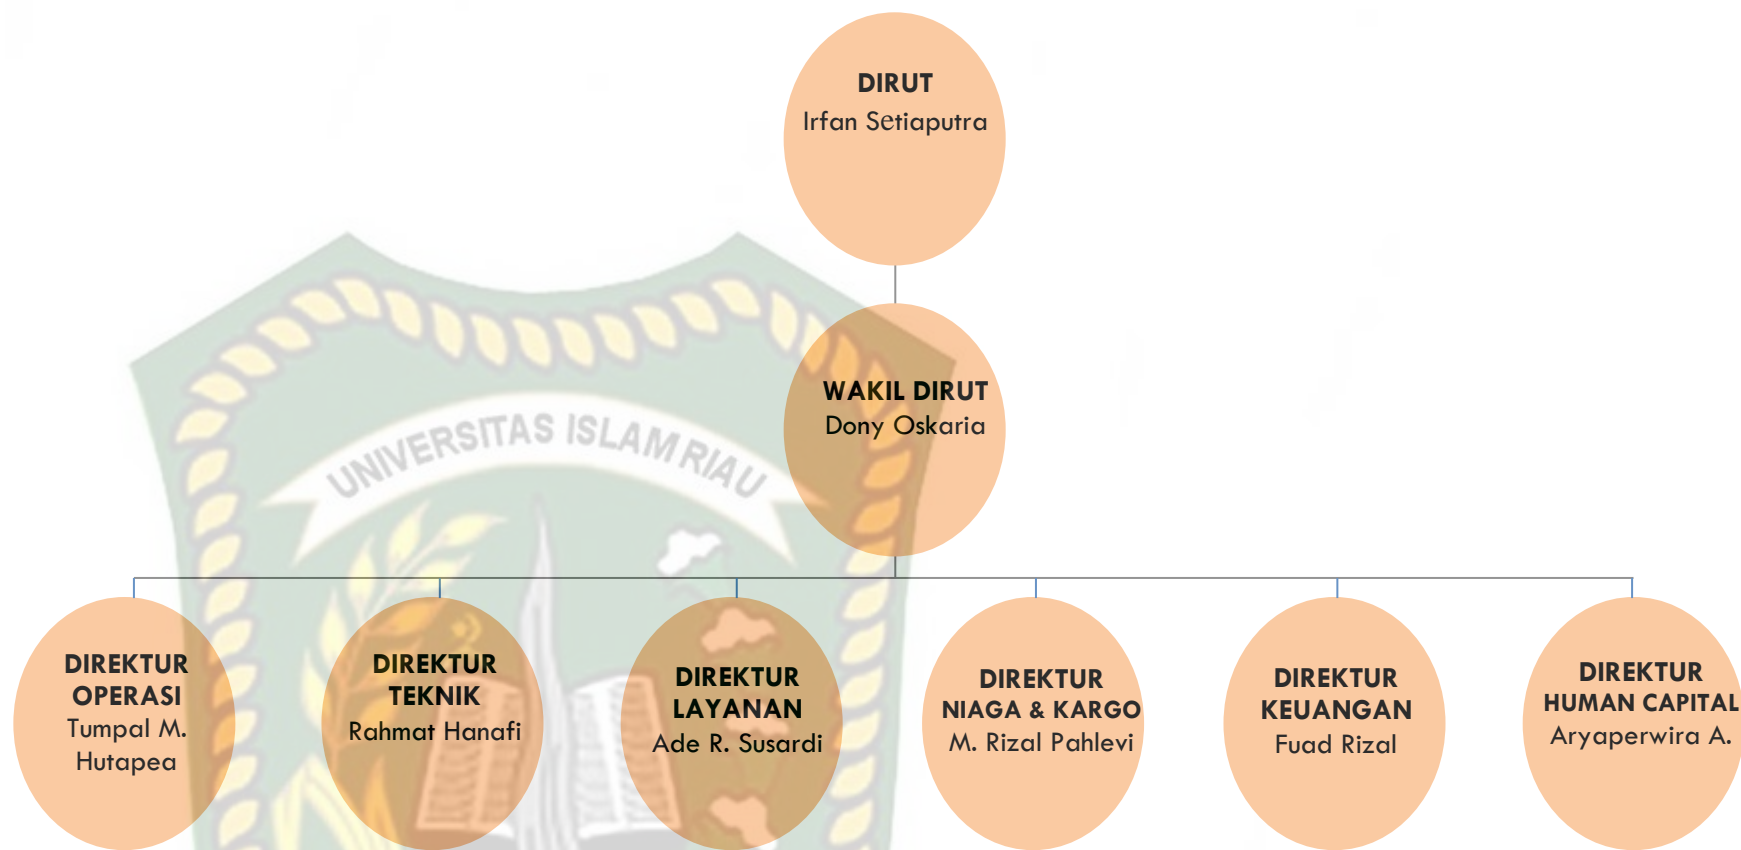 DIRUT
Irfan Setiaputra
WAKIL DIRUT
Dony Oskaria
UNIVERSITAS ISLAM RIAU
DIREKTUR
OPERASI
Tumpal M.
Hutapea
DIREKTUR
TEKNIK
Rahmat Hanafi
DIREKTUR
LAYANAN
Ade R. Susardi
DIREKTUR
NIAGA & KARGO
M. Rizal Pahlevi
DIREKTUR
KEUANGAN
Fuad Rizal
DIREKTUR
HUMAN CAPITAL
Aryaperwira A.